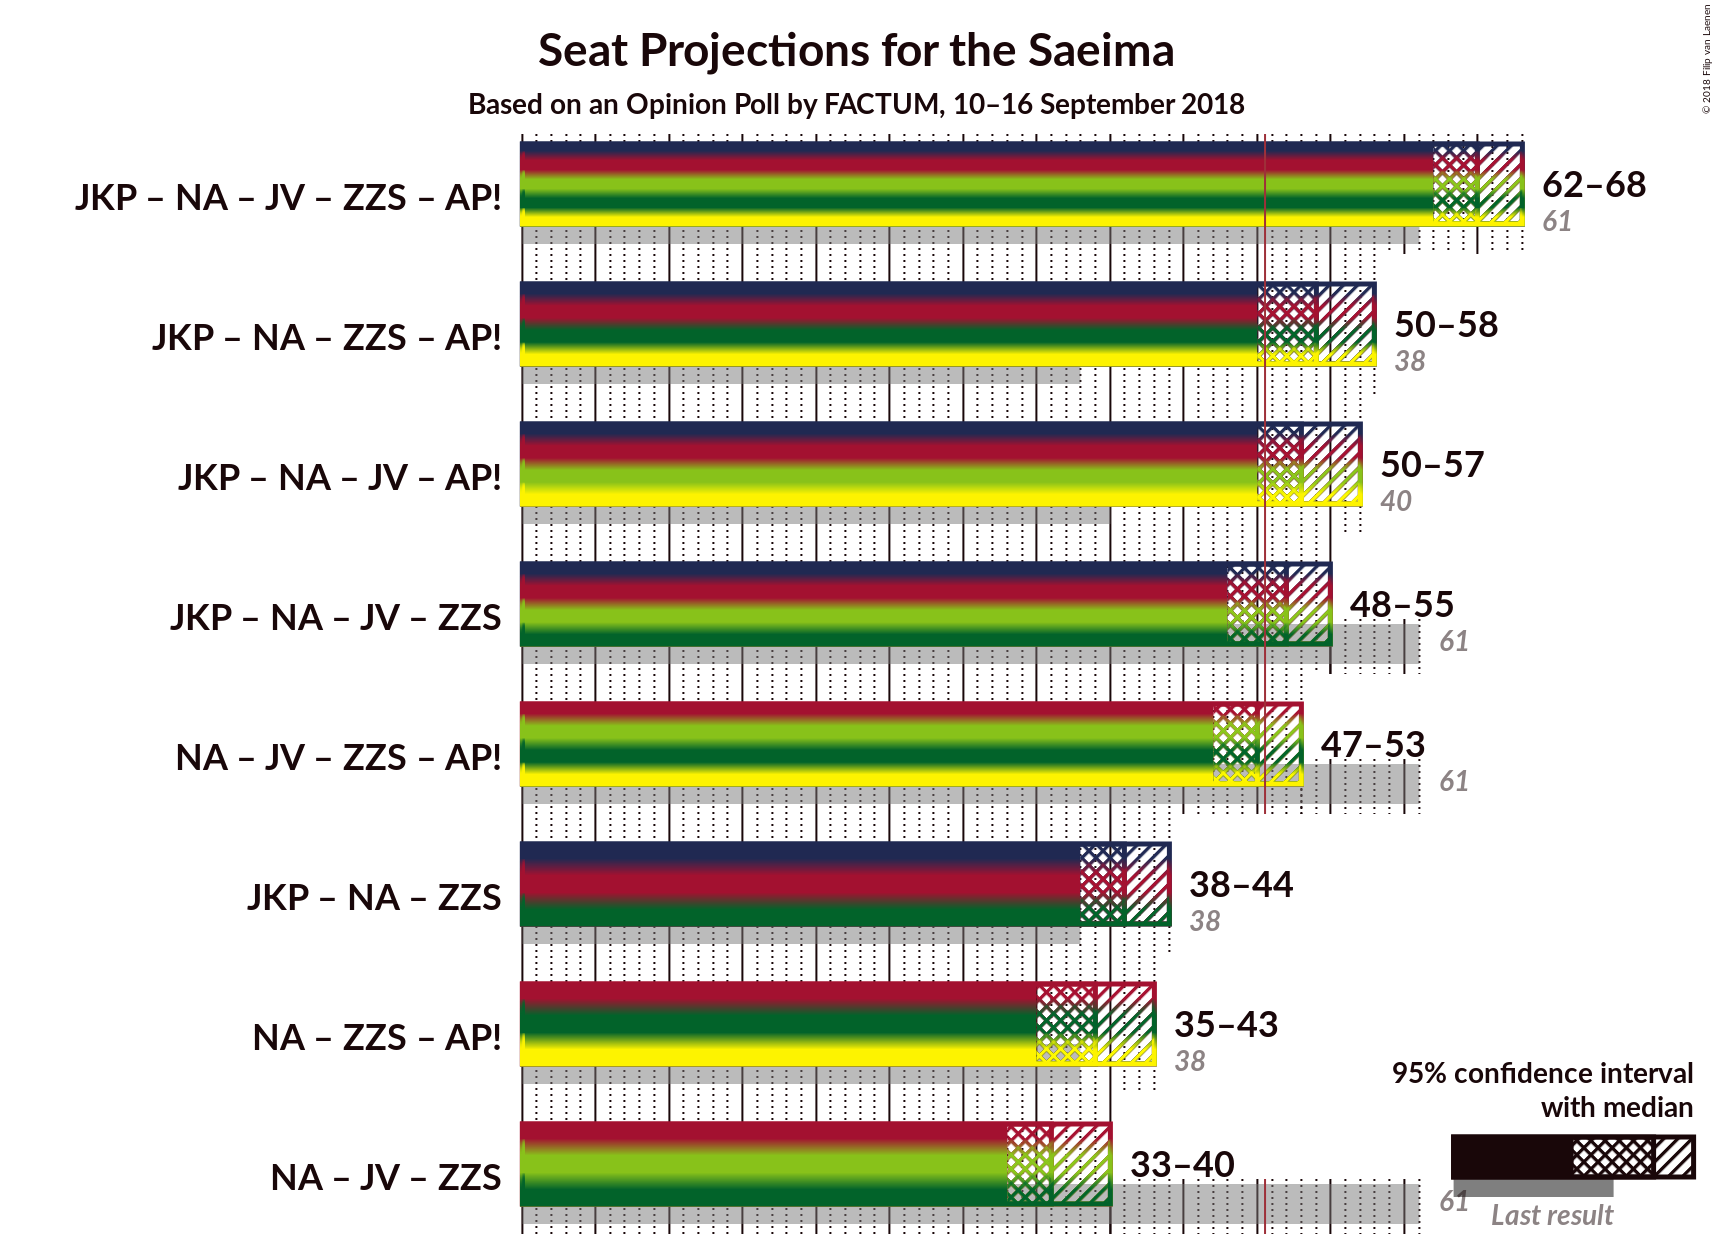 Seat Projections for the Saeima
Based on an Opinion Poll by FACTUM, 10–16 September 2018
© 2018 Filip van Laenen
JKP – NA – JV – ZZS – AP!
62–68
61
JKP – NA – ZZS – AP!
50–58
38
JKP – NA – JV – AP!
50–57
40
JKP – NA – JV – ZZS
48–55
61
NA – JV – ZZS – AP!
47–53
61
JKP – NA – ZZS
38–44
38
NA – ZZS – AP!
35–43
38
NA – JV – ZZS
33–40
61
95% confidence interval
with median
Last result